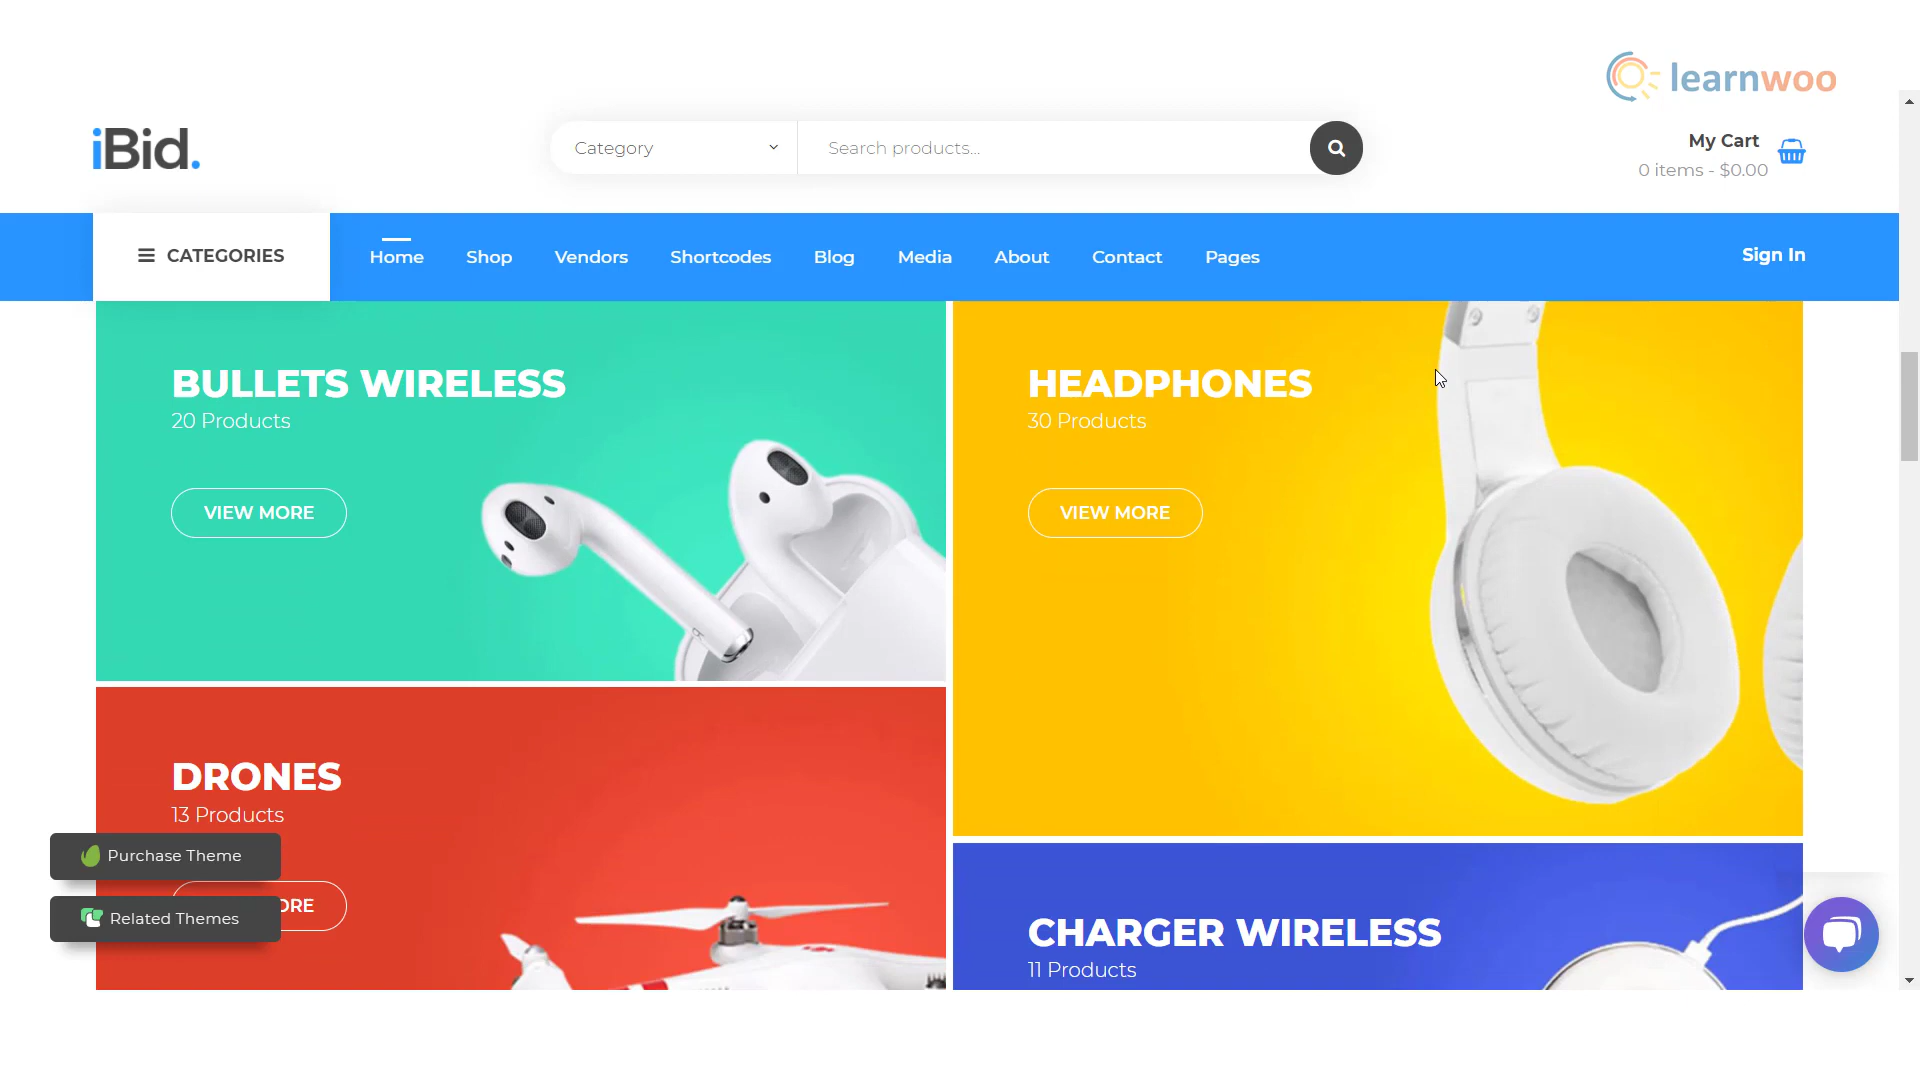 learnwoo
iBid.
Category
Search products...
My Cart
0 items - $0.00
CATEGORIES
Home
Shop
Vendors
Shortcodes
Blog
Media
About
Contact
Pages
Sign In
BULLETS WIRELESS
20 Products
VIEW MORE
HEADPHONES
30 Products
VIEW MORE
DRONES
13 Products
ORE
Purchase Theme
Related Themes
CHARGER WIRELESS
11 Products